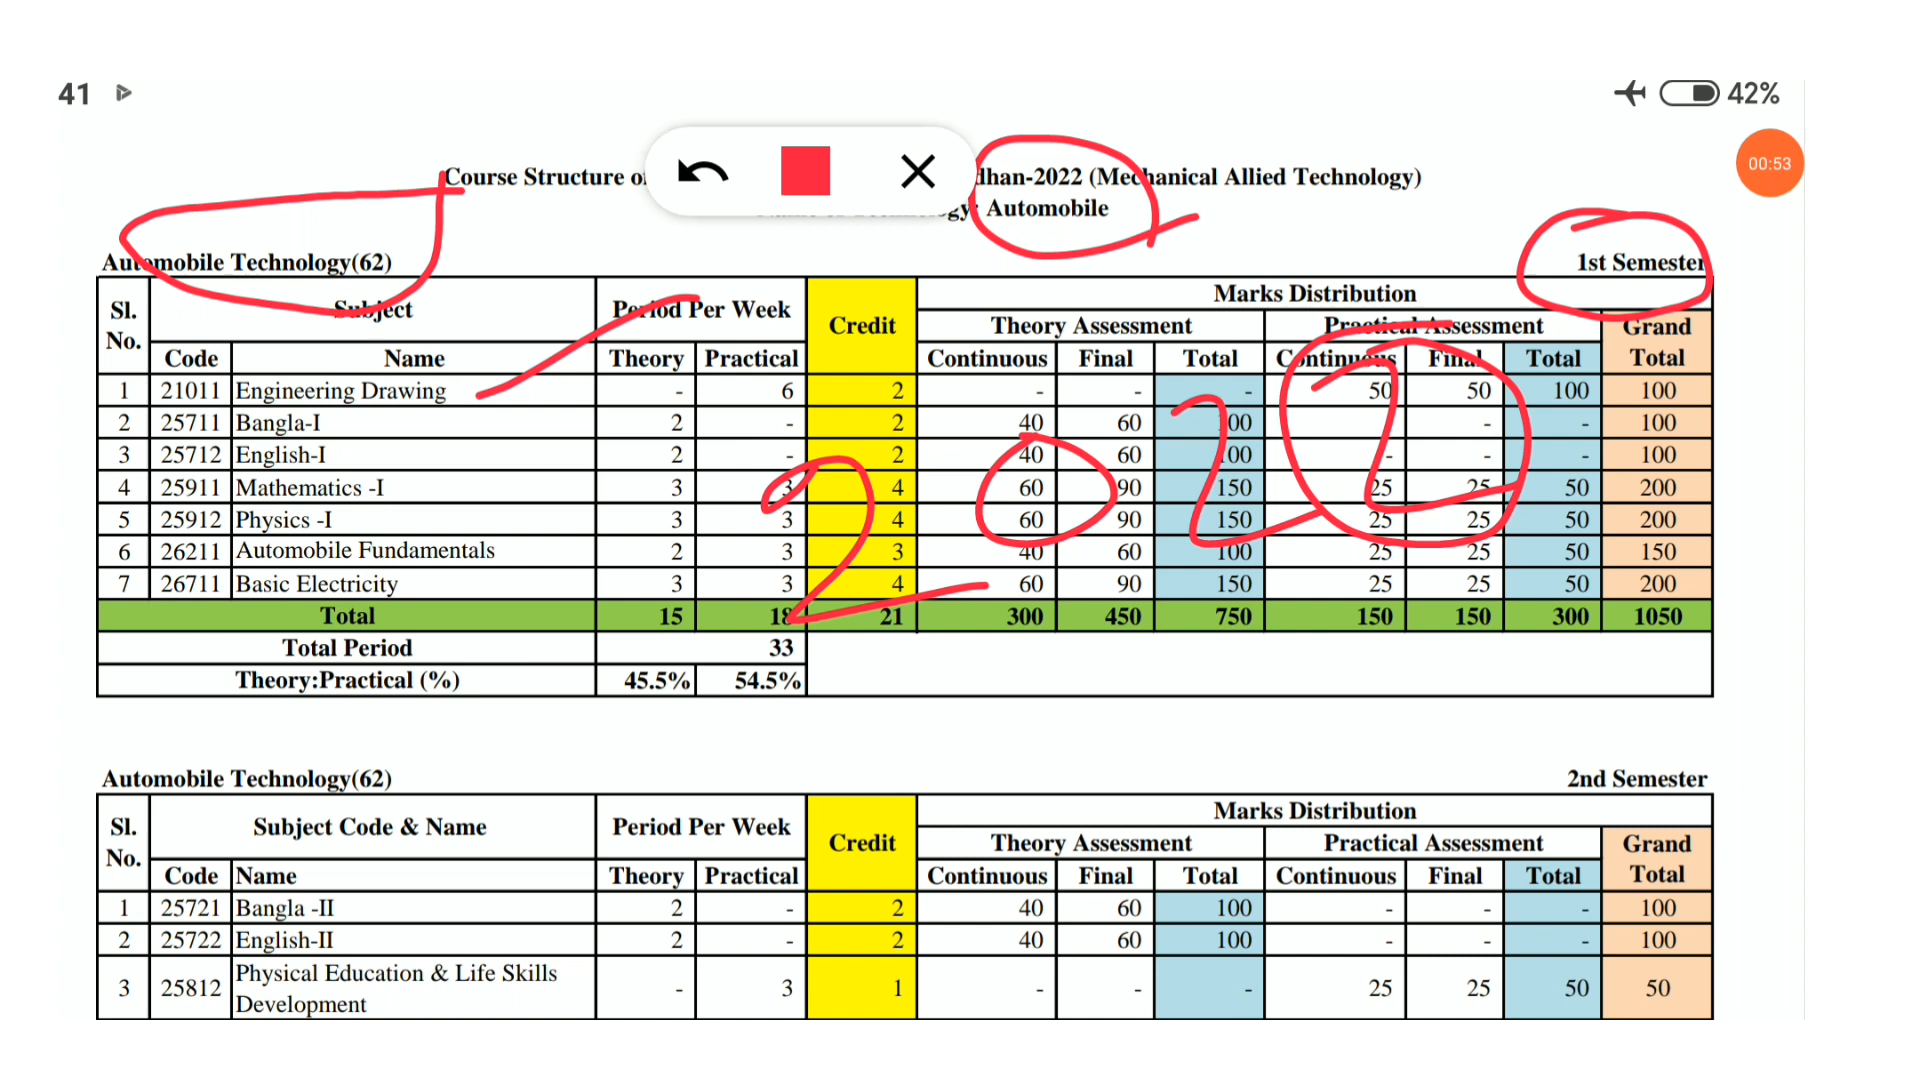 41 42%
00:53
Course Structure of dhan-2022 (Mechanical Allied Technology)
Automobile
Automobile Technology(62) 1st Semester
Sl. No. Subject Period Per Week Credit Marks Distribution
Theory Assessment Practical Assessment Grand Total
Code Name Theory Practical Continuous Final Total Continuous Final Total
1 21011 Engineering Drawing - 6 2 - - - 50 50 100 100
2 25711 Bangla-I 2 - 2 40 60 100 - - 100
3 25712 English-I 2 - 2 40 60 100 - - - 100
4 25911 Mathematics -I 3 3 4 60 90 150 25 25 50 200
5 25912 Physics -I 3 3 4 60 90 150 25 25 50 200
6 26211 Automobile Fundamentals 2 3 3 40 60 100 25 25 50 150
7 26711 Basic Electricity 3 3 4 60 90 150 25 25 50 200
Total 15 18 21 300 450 750 150 150 300 1050
Total Period 33
Theory:Practical (%) 45.5% 54.5%
2022
Automobile Technology(62) 2nd Semester
Sl. No. Subject Code & Name Period Per Week Credit Marks Distribution
Theory Assessment Practical Assessment Grand Total
Code Name Theory Practical Continuous Final Total Continuous Final Total
1 25721 Bangla -II 2 - 2 40 60 100 - - - 100
2 25722 English-II 2 - 2 40 60 100 - - - 100
3 25812 Physical Education & Life Skills Development - 3 1 - - - 25 25 50 50